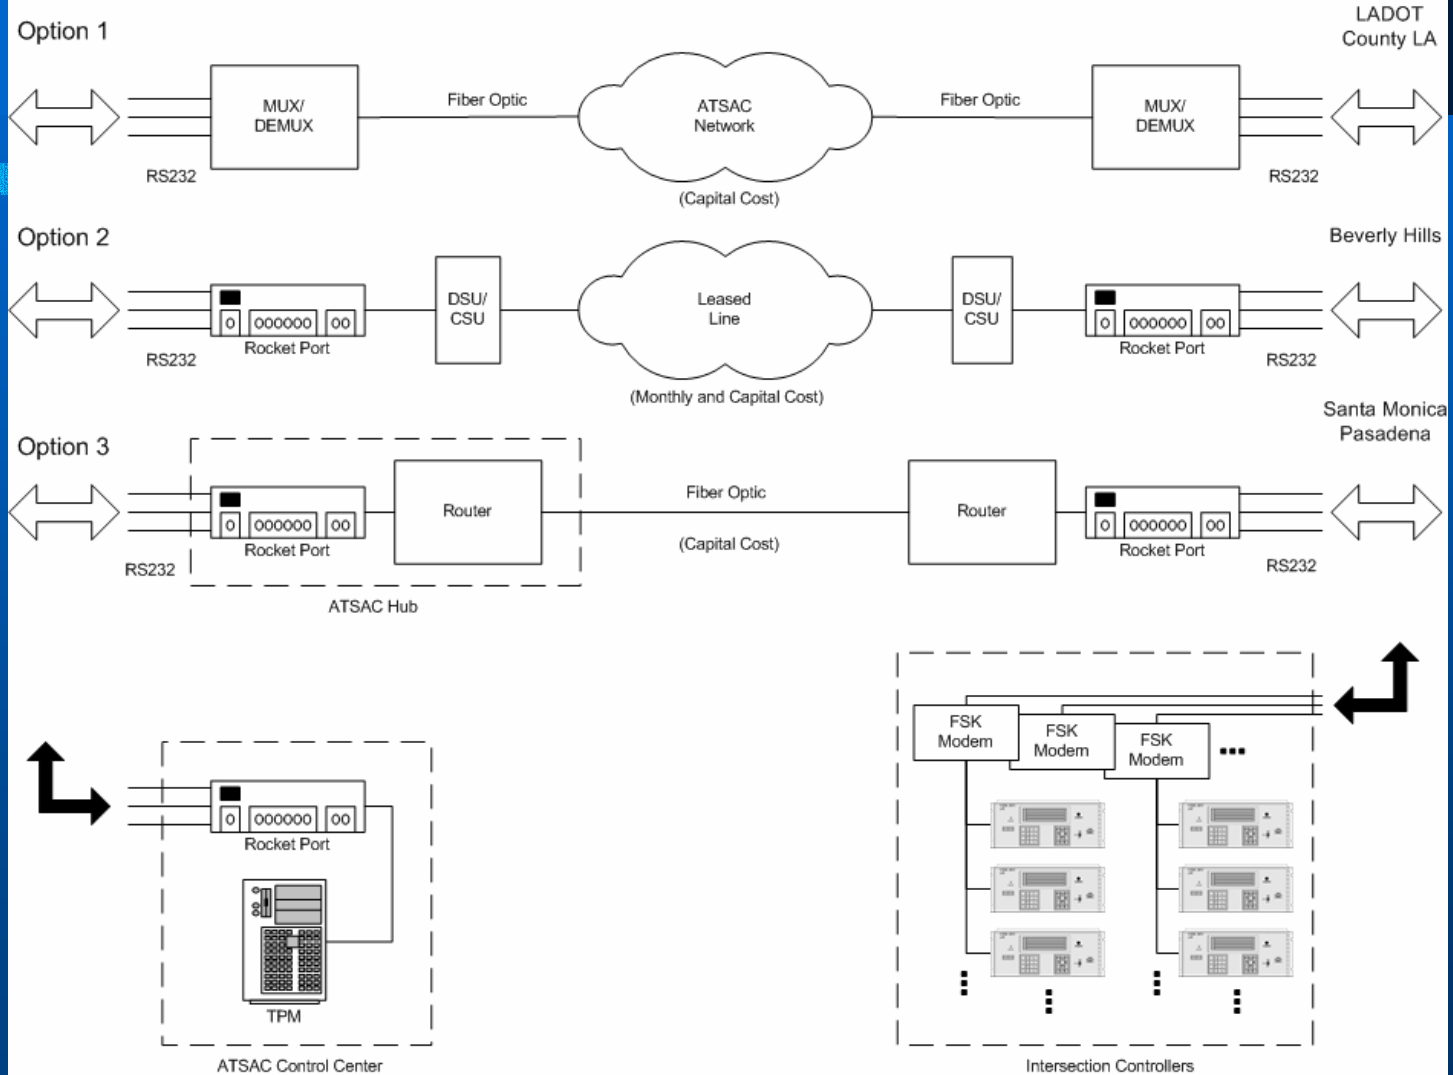 Option 1
LADOT
County LA
MUX/
DEMUX
Fiber Optic
ATSAC
Network
Fiber Optic
MUX/
DEMUX
RS232
RS232
(Capital Cost)
Option 2
Beverly Hills
DSU/
CSU
Leased
Line
DSU/
CSU
Rocket Port
Rocket Port
RS232
RS232
(Monthly and Capital Cost)
Option 3
Santa Monica
Pasadena
Router
Fiber Optic
Router
Rocket Port
(Capital Cost)
Rocket Port
RS232
RS232
ATSAC Hub
FSK
Modem
FSK
Modem
FSK
Modem
Rocket Port
TPM
ATSAC Control Center
Intersection Controllers